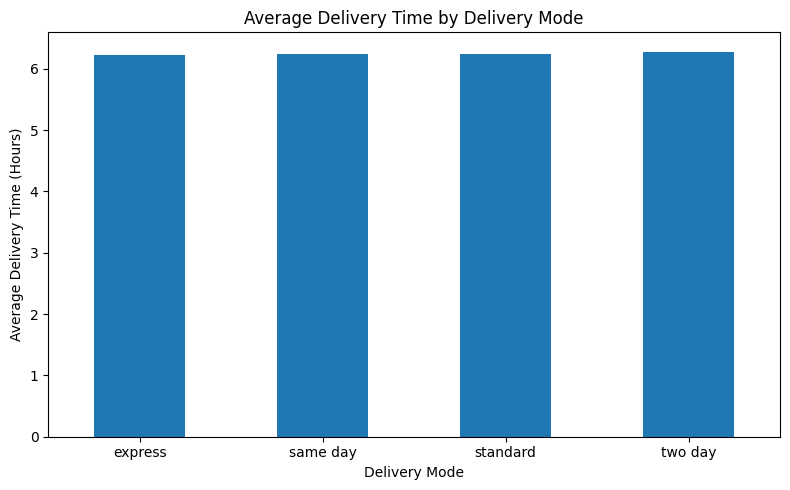 Average Delivery Time by Delivery Mode
Average Delivery Time (Hours)
6
5
4
3
2
1
0
express
same day
standard
two day
Delivery Mode